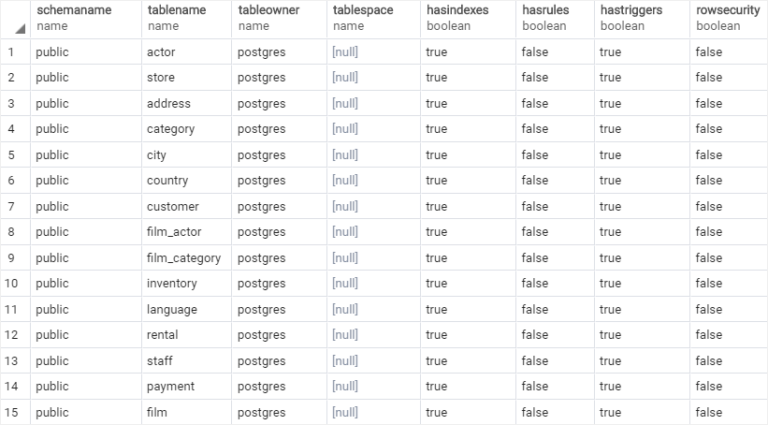 schemaname tablename tableowner tablespace hasindexes hasrules hastriggers rowsecurity
name name name name boolean boolean boolean boolean
1 public actor postgres [null] true false true false
2 public store postgres [null] true false true false
3 public address postgres [null] true false true false
4 public category postgres [null] true false true false
5 public city postgres [null] true false true false
6 public country postgres [null] true false true false
7 public customer postgres [null] true false true false
8 public film_actor postgres [null] true false true false
9 public film_category postgres [null] true false true false
10 public inventory postgres [null] true false true false
11 public language postgres [null] true false true false
12 public rental postgres [null] true false true false
13 public staff postgres [null] true false true false
14 public payment postgres [null] true false true false
15 public film postgres [null] true false true false